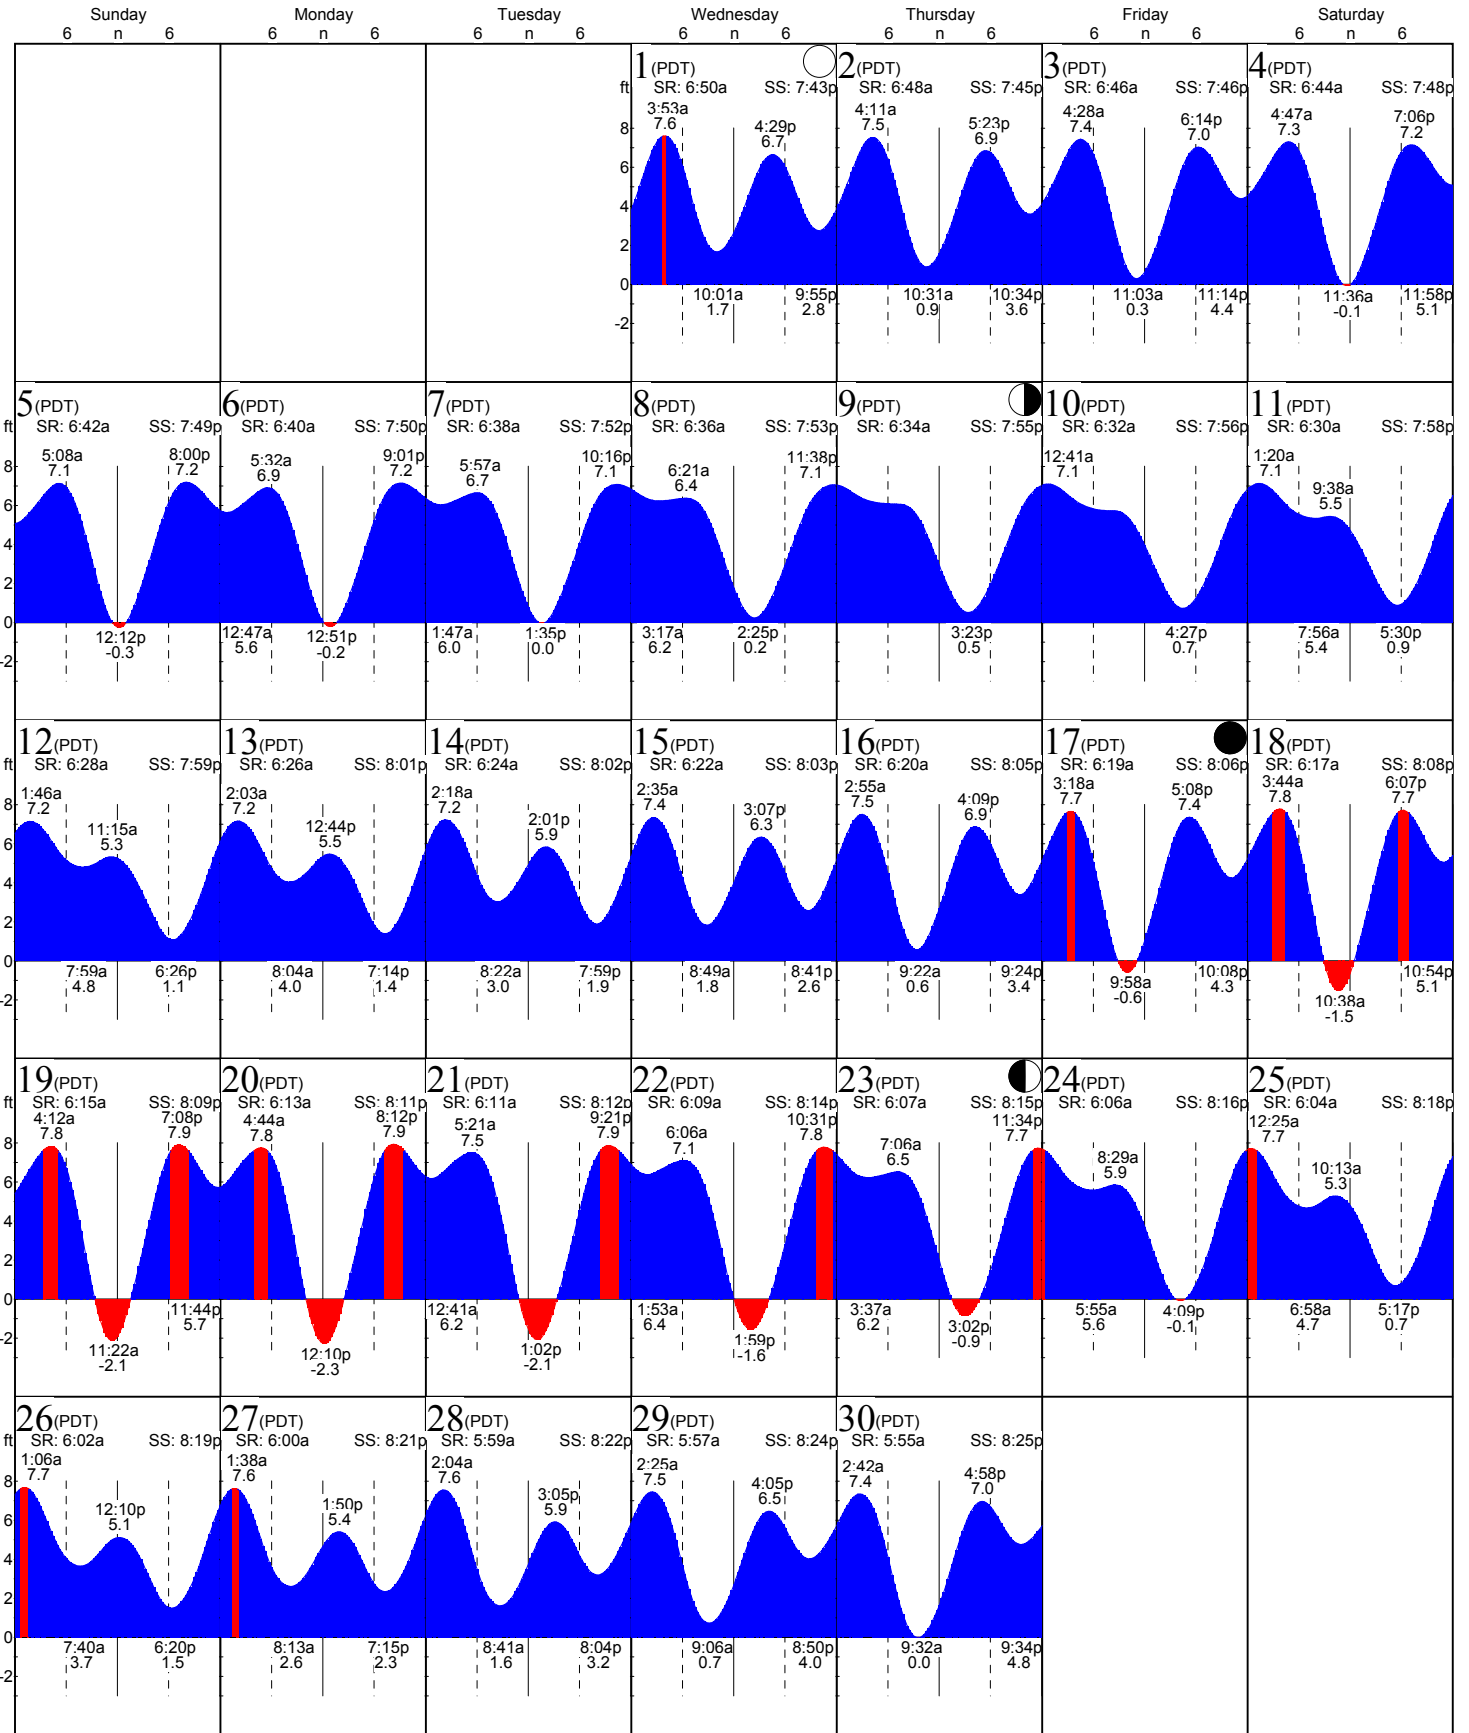 Sunday Monday Tuesday Wednesday Thursday Friday Saturday
6 n 6 6 n 6 6 n 6 6 n 6 6 n 6 6 n 6 6 n 6
1(PDT) 2(PDT) 3(PDT) 4(PDT)
ft SR: 6:50a SS: 7:43p SR: 6:48a SS: 7:45p SR: 6:46a SS: 7:46p SR: 6:44a SS: 7:48p
3:53a 4:29p 4:11a 5:23p 4:28a 6:14p 4:47a 7:06p
7.6 6.7 7.5 6.9 7.4 7.0 7.3 7.2
8
6
4
2
0
10:01a 9:55p 10:31a 10:34p 11:03a 11:14p 11:36a 11:58p
1.7 2.8 0.9 3.6 0.3 4.4 -0.1 5.1
-2
5(PDT) 6(PDT) 7(PDT) 8(PDT) 9(PDT) 10(PDT) 11(PDT)
ft SR: 6:42a SS: 7:49p SR: 6:40a SS: 7:50p SR: 6:38a SS: 7:52p SR: 6:36a SS: 7:53p SR: 6:34a SS: 7:55p SR: 6:32a SS: 7:56p SR: 6:30a SS: 7:58p
5:08a 8:00p 5:32a 9:01p 5:57a 10:16p 6:21a 11:38p 12:41a 1:20a 9:38a
7.1 7.2 6.9 7.2 6.7 7.1 6.4 7.1 7.1 7.1 5.5
8
6
4
2
0
12:12p 12:47a 12:51p 1:47a 1:35p 3:17a 2:25p 3:23p 4:27p 7:56a 5:30p
-0.3 5.6 -0.2 6.0 0.0 6.2 0.2 0.5 0.7 5.4 0.9
-2
12(PDT) 13(PDT) 14(PDT) 15(PDT) 16(PDT) 17(PDT) 18(PDT)
ft SR: 6:28a SS: 7:59p SR: 6:26a SS: 8:01p SR: 6:24a SS: 8:02p SR: 6:22a SS: 8:03p SR: 6:20a SS: 8:05p SR: 6:19a SS: 8:06p SR: 6:17a SS: 8:08p
1:46a 11:15a 2:03a 12:44p 2:18a 2:01p 2:35a 3:07p 2:55a 4:09p 3:18a 5:08p 3:44a 6:07p
7.2 5.3 7.2 5.5 7.2 5.9 7.4 6.3 7.5 6.9 7.7 7.4 7.8 7.7
8
6
4
2
0
7:59a 6:26p 8:04a 7:14p 8:22a 7:59p 8:49a 8:41p 9:22a 9:24p 9:58a 10:08p 10:38a 10:54p
4.8 1.1 4.0 1.4 3.0 1.9 1.8 2.6 0.6 3.4 -0.6 4.3 -1.5 5.1
-2
19(PDT) 20(PDT) 21(PDT) 22(PDT) 23(PDT) 24(PDT) 25(PDT)
ft SR: 6:15a SS: 8:09p SR: 6:13a SS: 8:11p SR: 6:11a SS: 8:12p SR: 6:09a SS: 8:14p SR: 6:07a SS: 8:15p SR: 6:06a SS: 8:16p SR: 6:04a SS: 8:18p
4:12a 7:08p 4:44a 8:12p 5:21a 9:21p 6:06a 10:31p 7:06a 11:34p 8:29a 12:25a 10:13a
7.8 7.9 7.8 7.9 7.5 7.9 7.1 7.8 6.5 7.7 5.9 7.7 5.3
8
6
4
2
0
11:22a 11:44p 12:10p 12:41a 1:02p 1:53a 1:59p 3:37a 3:02p 5:55a 4:09p 6:58a 5:17p
-2.1 5.7 -2.3 6.2 -2.1 6.4 -1.6 6.2 -0.9 5.6 -0.1 4.7 0.7
-2
26(PDT) 27(PDT) 28(PDT) 29(PDT) 30(PDT)
ft SR: 6:02a SS: 8:19p SR: 6:00a SS: 8:21p SR: 5:59a SS: 8:22p SR: 5:57a SS: 8:24p SR: 5:55a SS: 8:25p
1:06a 12:10p 1:38a 1:50p 2:04a 3:05p 2:25a 4:05p 2:42a 4:58p
7.7 5.1 7.6 5.4 7.6 5.9 7.5 6.5 7.4 7.0
8
6
4
2
0
7:40a 6:20p 8:13a 7:15p 8:41a 8:04p 9:06a 8:50p 9:32a 9:34p
3.7 1.5 2.6 2.3 1.6 3.2 0.7 4.0 0.0 4.8
-2